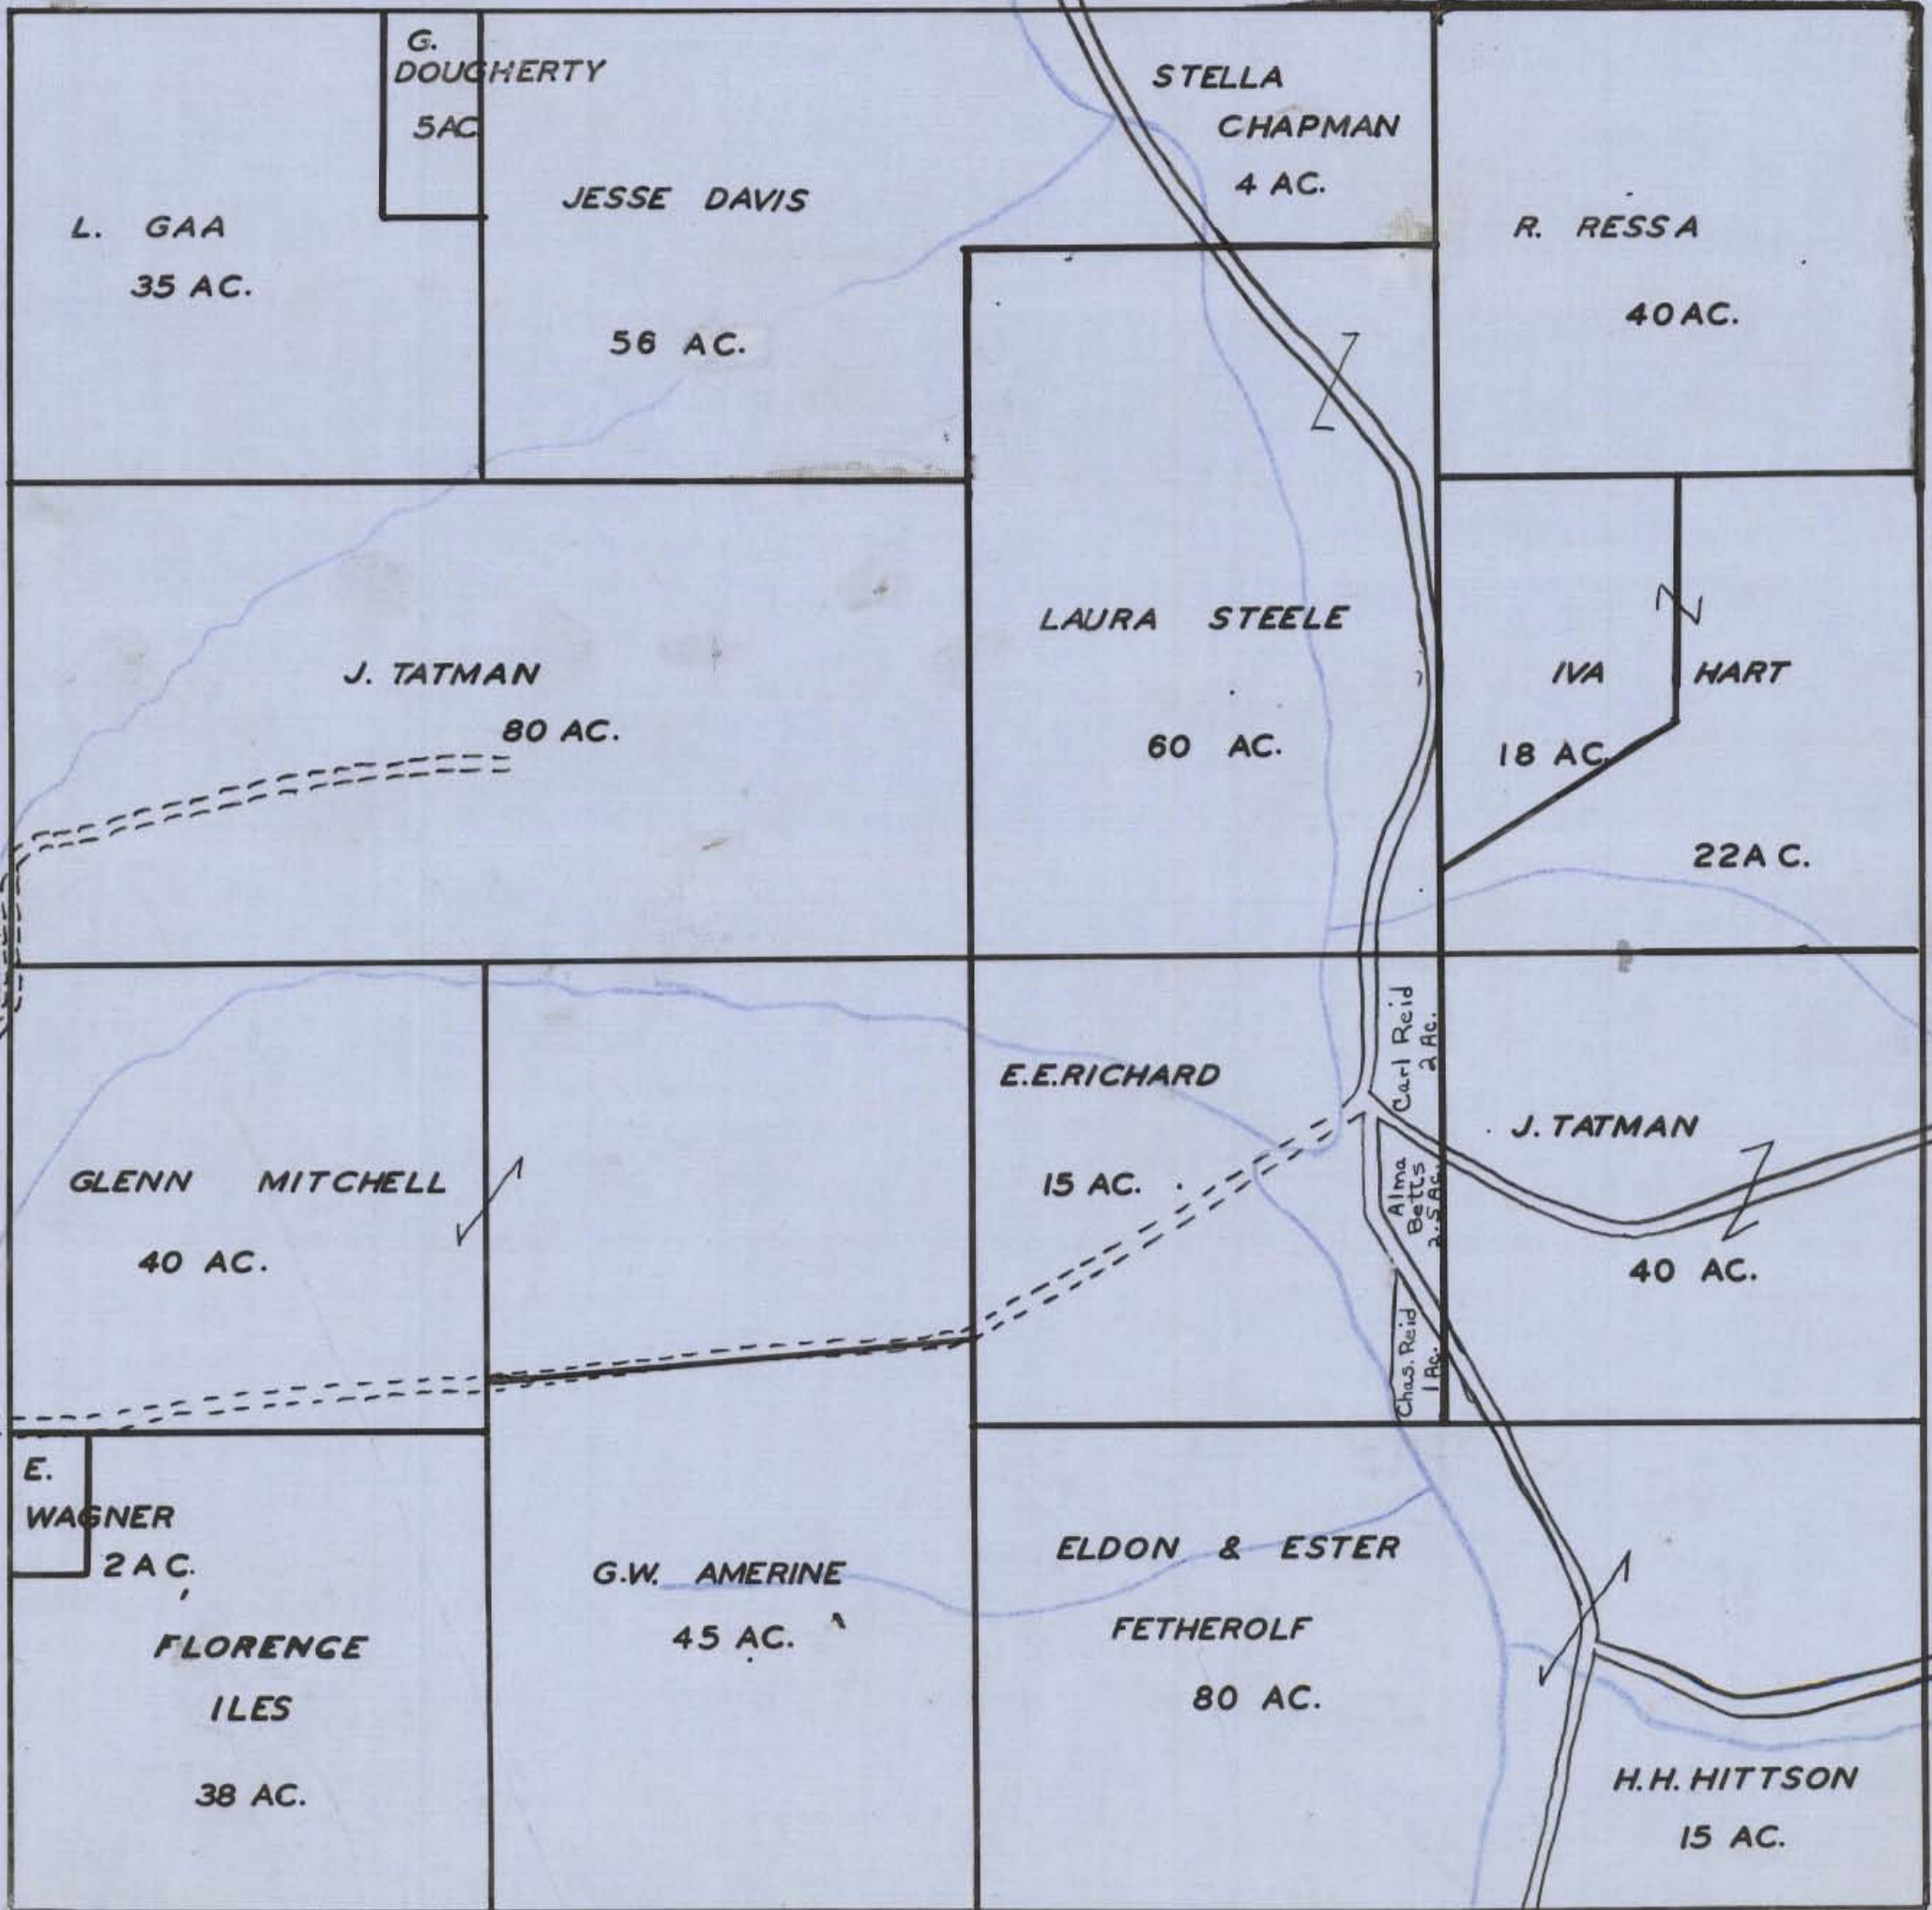 G.
DOUGHERTY
5AC
L. GAA
35 AC.
JESSE DAVIS
56 AC.
STELLA
CHAPMAN
4 AC.
R. RESSA
40 AC.
J. TATMAN
80 AC.
LAURA STEELE
60 AC.
IVA HART
18 AC.
22 AC.
GLENN MITCHELL
40 AC.
E.E. RICHARD
15 AC.
Carl Reid
2 Ac.
Alma
Betts
2.5 Ac.
Chas. Reid
1 Ac.
J. TATMAN
40 AC.
E.
WAGNER
2 AC.
FLORENCE
ILES
38 AC.
G.W. AMERINE
45 AC.
ELDON & ESTER
FETHEROLF
80 AC.
H.H. HITTSON
15 AC.